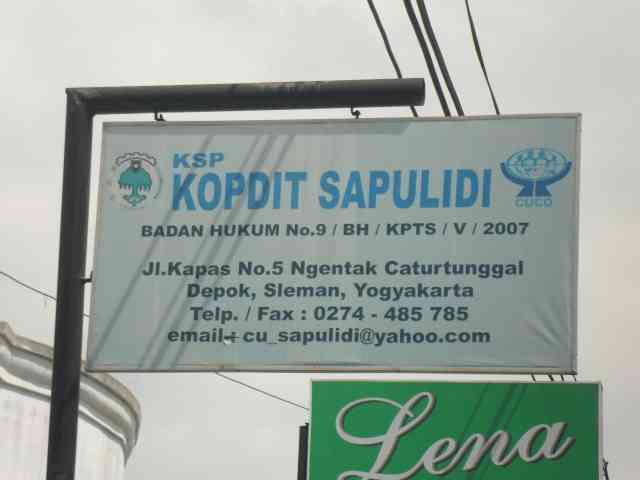 KSP
KOPDIT SAPULIDI
CUCO
BADAN HUKUM No.9 / BH / KPTS / V / 2007
Jl.Kapas No.5 Ngentak Caturtunggal
Depok, Sleman, Yogyakarta
Telp. / Fax : 0274 - 485 785
email : cu_sapulidi@yahoo.com
Lena